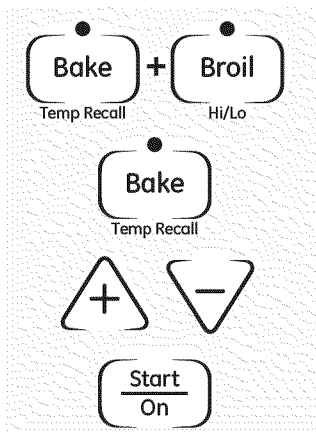 Bake + Broil
Temp Recall Hi/Lo
Bake
Temp Recall
+ −
Start
On